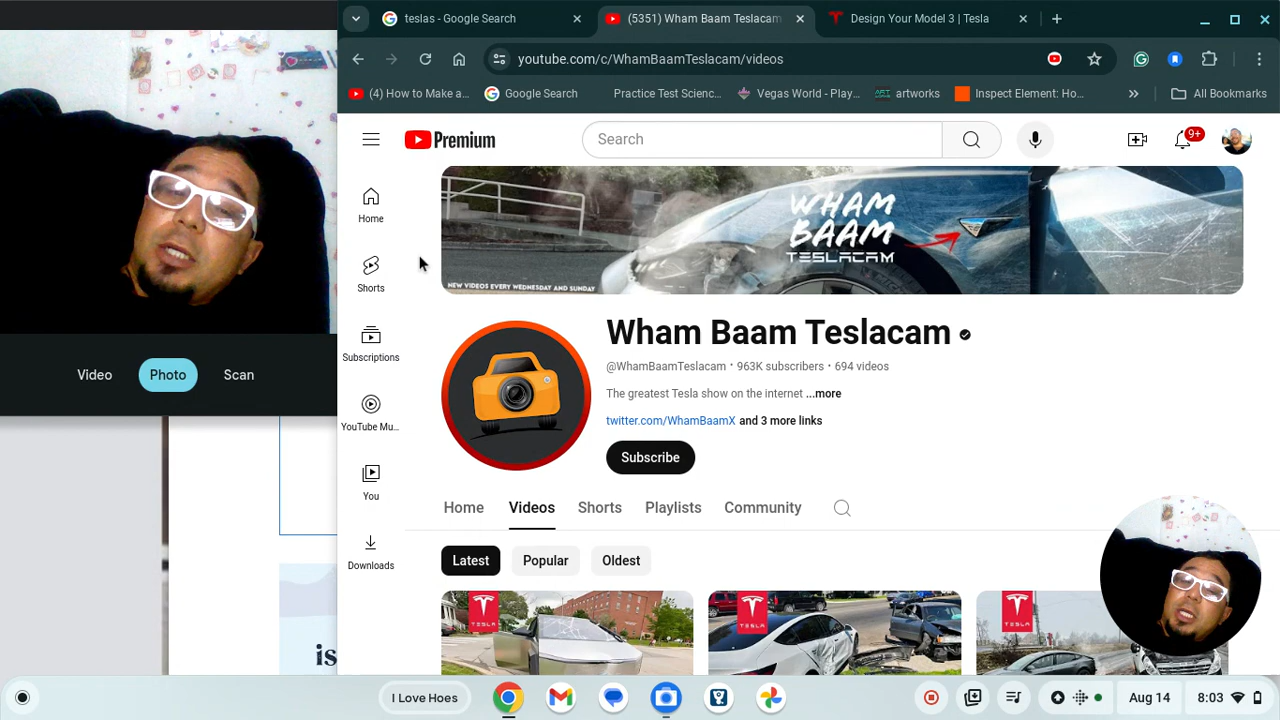 teslas - Google Search
(5351) Wham Baam Teslacam
Design Your Model 3 | Tesla
youtube.com/c/WhamBaamTeslacam/videos
(4) How to Make a...
Google Search
Practice Test Scienc...
Vegas World - Play...
ART artworks
Inspect Element: Ho...
All Bookmarks
Premium
Search
9+
Home
Shorts
Subscriptions
YouTube Mu...
You
Downloads
WHAM
BAAM
TESLACAM
NEW VIDEOS EVERY WEDNESDAY AND SUNDAY
Wham Baam Teslacam
@WhamBaamTeslacam • 963K subscribers • 694 videos
The greatest Tesla show on the internet ...more
twitter.com/WhamBaamX and 3 more links
Subscribe
Home
Videos
Shorts
Playlists
Community
Latest
Popular
Oldest
TESLA
TESLA
TESLA
Video
Photo
Scan
is
I Love Hoes
Aug 14
8:03